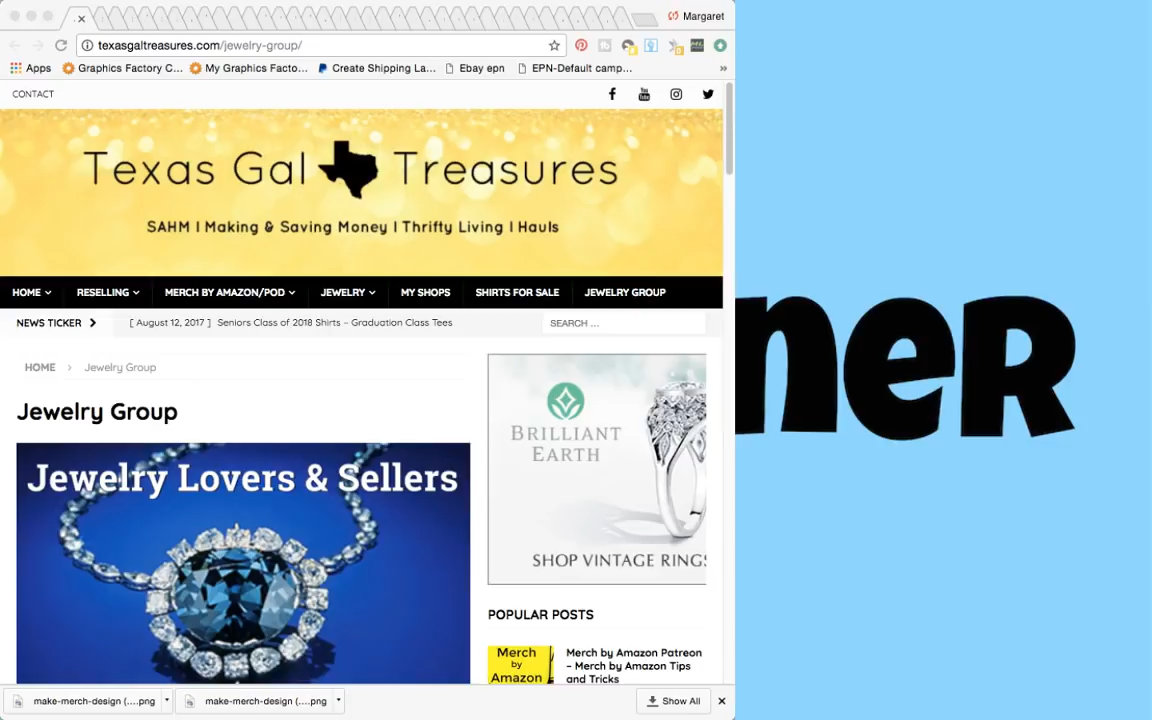 Margaret
texasgaltreasures.com/jewelry-group/
Apps Graphics Factory C... My Graphics Facto... Create Shipping La... Ebay epn EPN-Default camp... »
CONTACT
Texas Gal Treasures
SAHM | Making & Saving Money | Thrifty Living | Hauls
HOME RESELLING MERCH BY AMAZON/POD JEWELRY MY SHOPS SHIRTS FOR SALE JEWELRY GROUP
NEWS TICKER [ August 12, 2017 ] Seniors Class of 2018 Shirts – Graduation Class Tees SEARCH ...
HOME Jewelry Group
Jewelry Group
Jewelry Lovers & Sellers
BRILLIANT
EARTH
SHOP VINTAGE RINGS
POPULAR POSTS
Merch
by
Amazon
Merch by Amazon Patreon
– Merch by Amazon Tips
and Tricks
make-merch-design (....png make-merch-design (....png Show All
neR